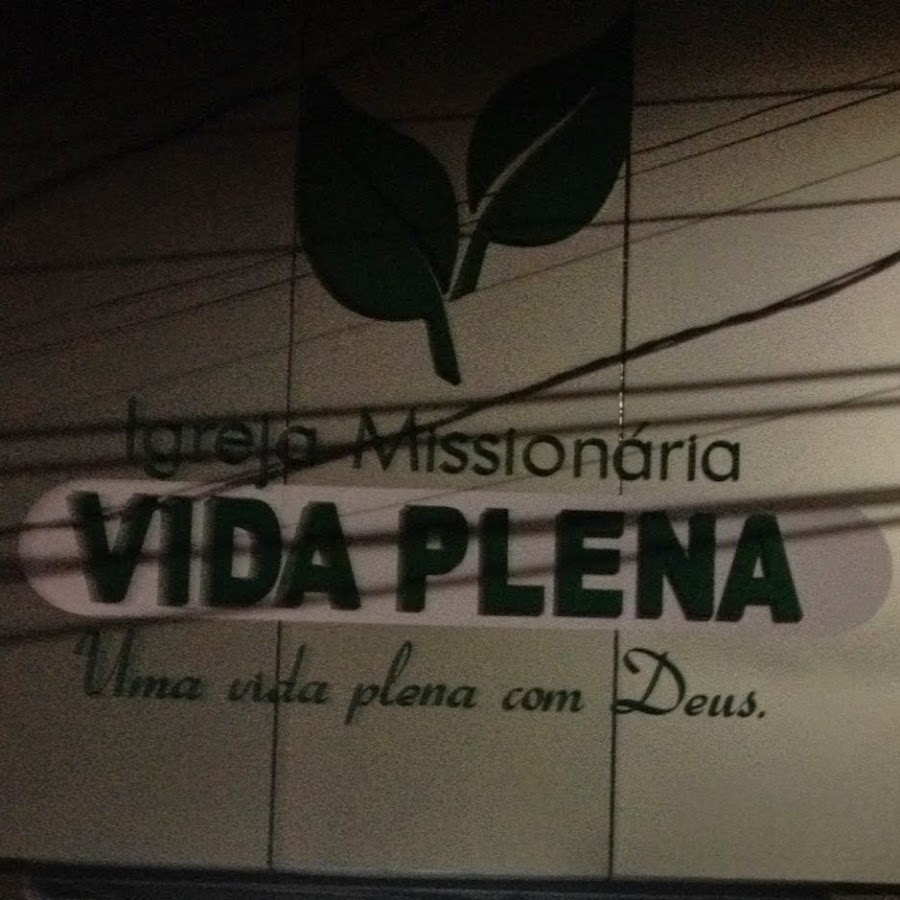 Igreja Missionária
VIDA PLENA
Uma vida plena com Deus.